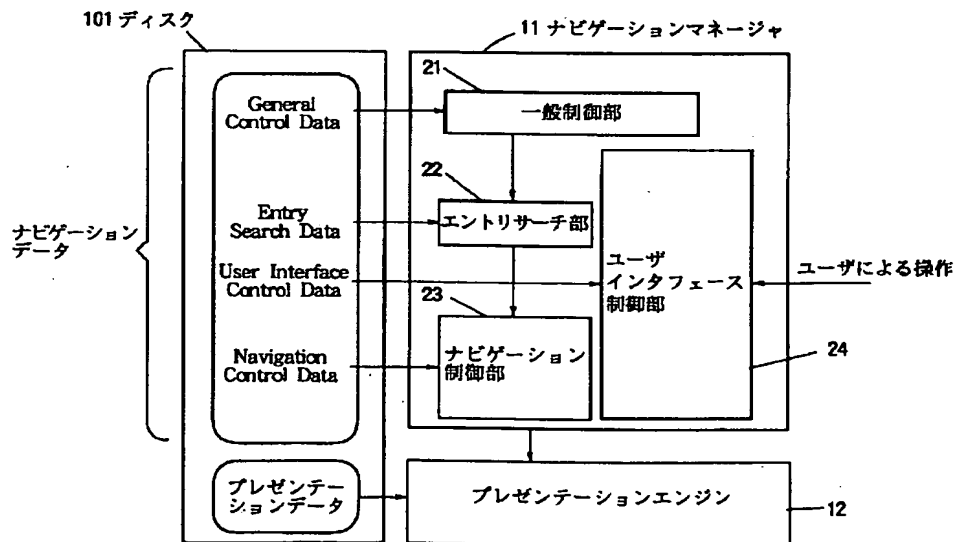 101 ディスク
11 ナビゲーションマネージャ
21
General
Control Data
一般制御部
22
Entry
Search Data
エントリサーチ部
ナビゲーション
データ
User Interface
Control Data
ユーザ
インタフェース
制御部
ユーザによる操作
23
Navigation
Control Data
ナビゲーション
制御部
24
プレゼンテー
ションデータ
プレゼンテーションエンジン
12